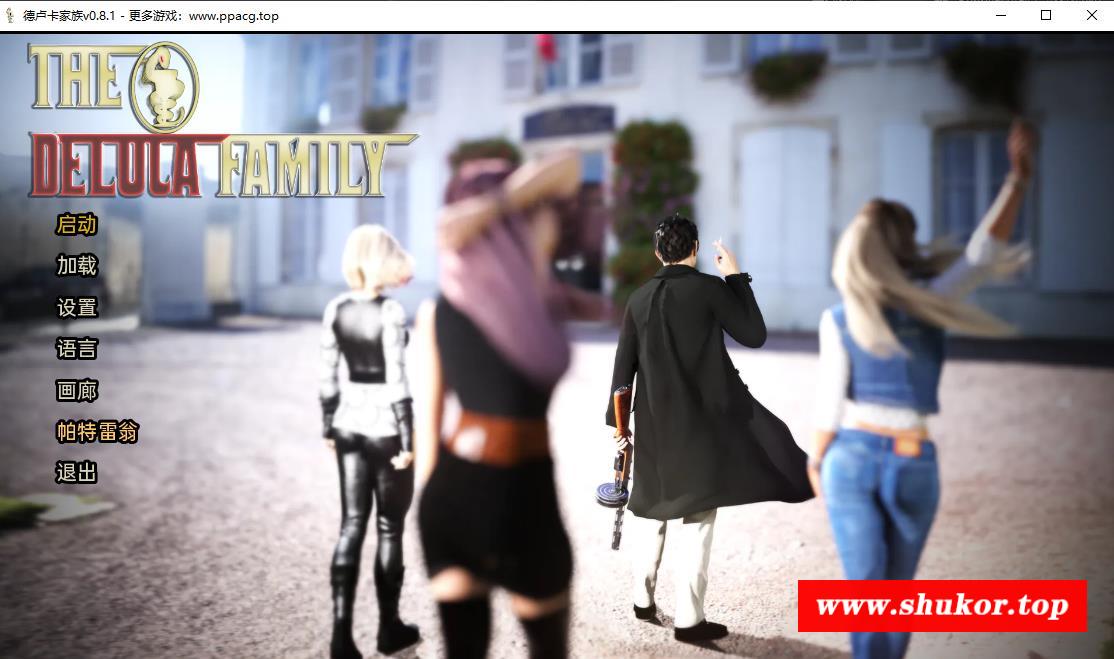 德卢卡家族v0.8.1 - 更多游戏：www.ppacg.top
THE
DELUCA FAMILY
启动
加载
设置
语言
画廊
帕特雷翁
退出
www.shukor.top